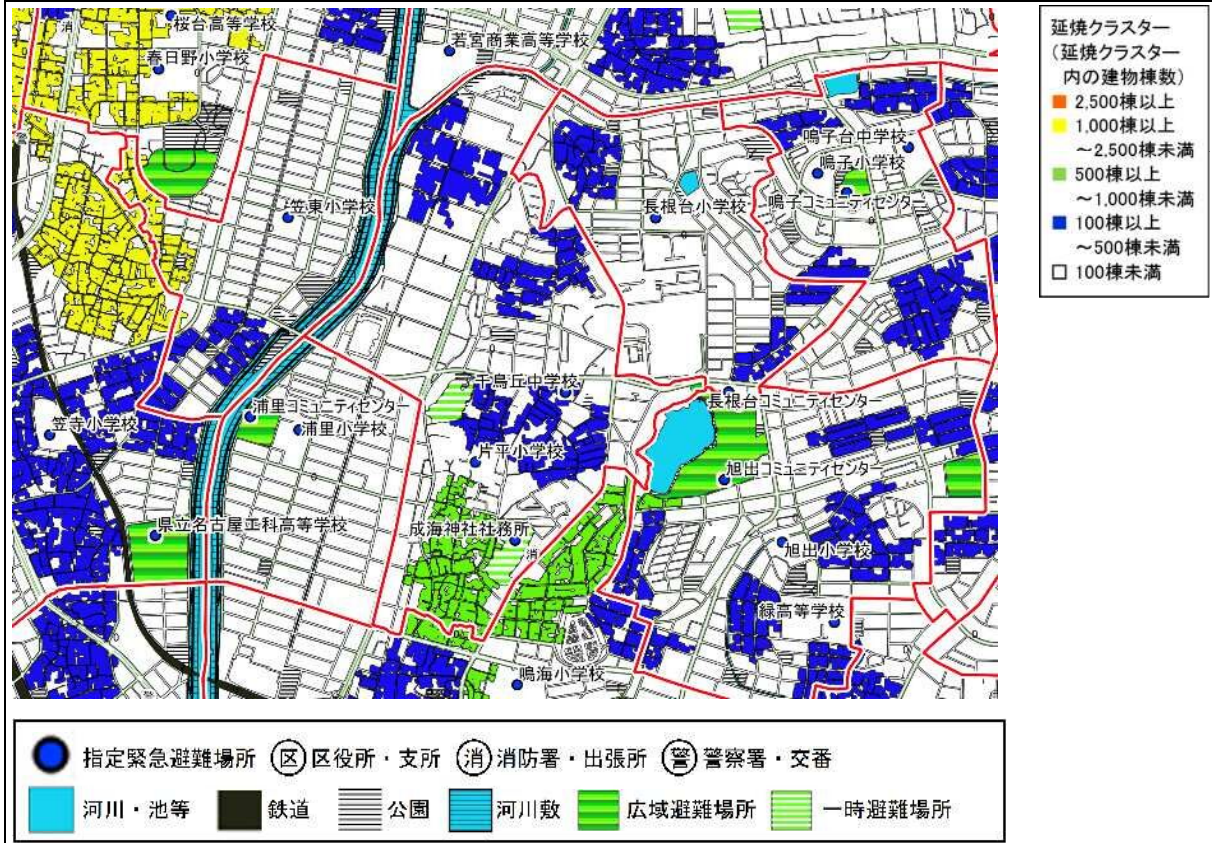 桜台高等学校
若宮商業高等学校
春日野小学校
鳴子台中学校
鳴子小学校
笠東小学校
長根台小学校
鳴子コミュニティセンター
千鳥丘中学校
浦里コミュニティセンター
長根台コミュニティセンター
笠寺小学校
浦里小学校
片平小学校
旭出コミュニティセンター
県立名古屋工科高等学校
成海神社社務所
消
旭出小学校
緑高等学校
鳴海小学校
延焼クラスター
(延焼クラスター
内の建物棟数)
2,500棟以上
1,000棟以上
～2,500棟未満
500棟以上
～1,000棟未満
100棟以上
～500棟未満
100棟未満
指定緊急避難場所 区 区役所・支所 消 消防署・出張所 警 警察署・交番
河川・池等 鉄道 公園 河川敷 広域避難場所 一時避難場所